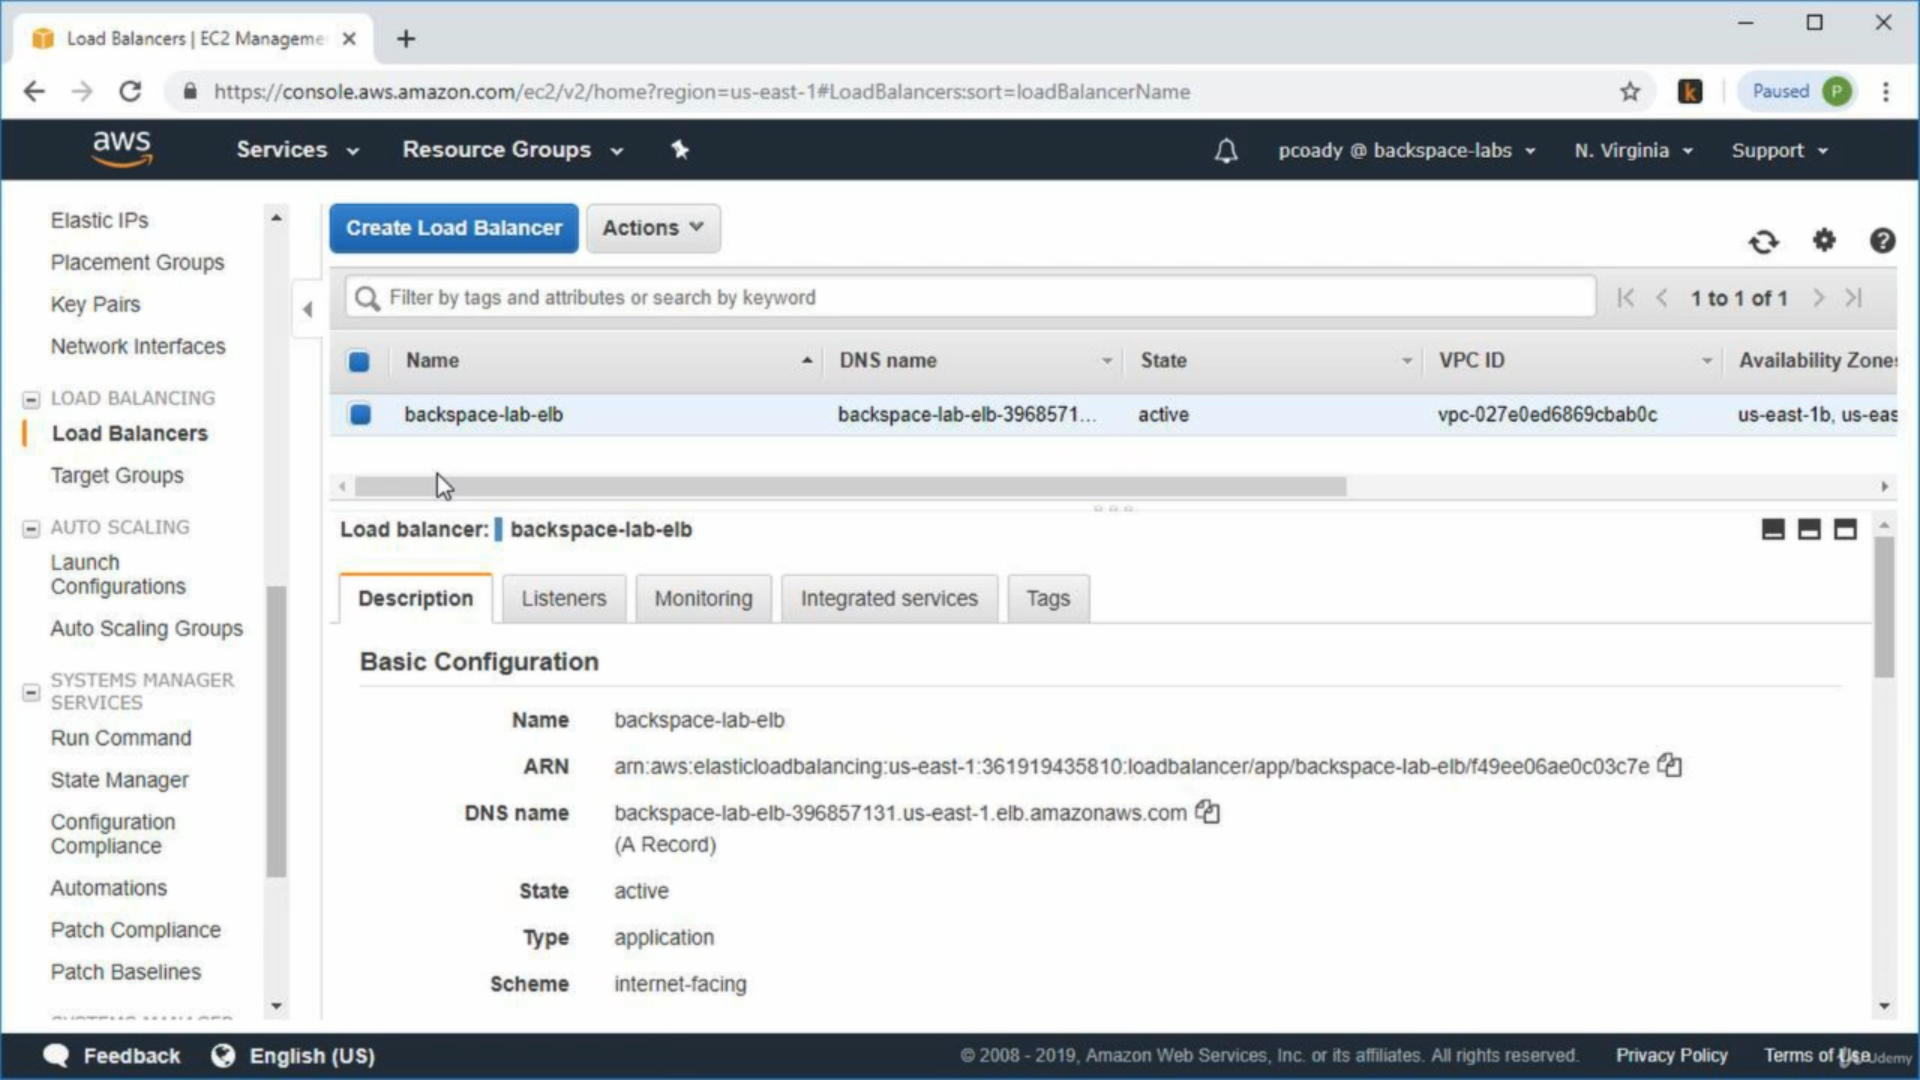 Load Balancers | EC2 Manageme
https://console.aws.amazon.com/ec2/v2/home?region=us-east-1#LoadBalancers:sort=loadBalancerName
k
Paused P
aws Services Resource Groups pcoady @ backspace-labs N. Virginia Support
Elastic IPs
Placement Groups
Key Pairs
Network Interfaces
LOAD BALANCING
Load Balancers
Target Groups
AUTO SCALING
Launch
Configurations
Auto Scaling Groups
SYSTEMS MANAGER
SERVICES
Run Command
State Manager
Configuration
Compliance
Automations
Patch Compliance
Patch Baselines
Create Load Balancer Actions
Filter by tags and attributes or search by keyword 1 to 1 of 1
Name DNS name State VPC ID Availability Zones
backspace-lab-elb backspace-lab-elb-3968571... active vpc-027e0ed6869cbab0c us-east-1b, us-eas
Load balancer: backspace-lab-elb
Description Listeners Monitoring Integrated services Tags
Basic Configuration
Name backspace-lab-elb
ARN arn:aws:elasticloadbalancing:us-east-1:361919435810:loadbalancer/app/backspace-lab-elb/f49ee06ae0c03c7e
DNS name backspace-lab-elb-396857131.us-east-1.elb.amazonaws.com
(A Record)
State active
Type application
Scheme internet-facing
Feedback English (US) © 2008 - 2019, Amazon Web Services, Inc. or its affiliates. All rights reserved. Privacy Policy Terms of Use
Udemy